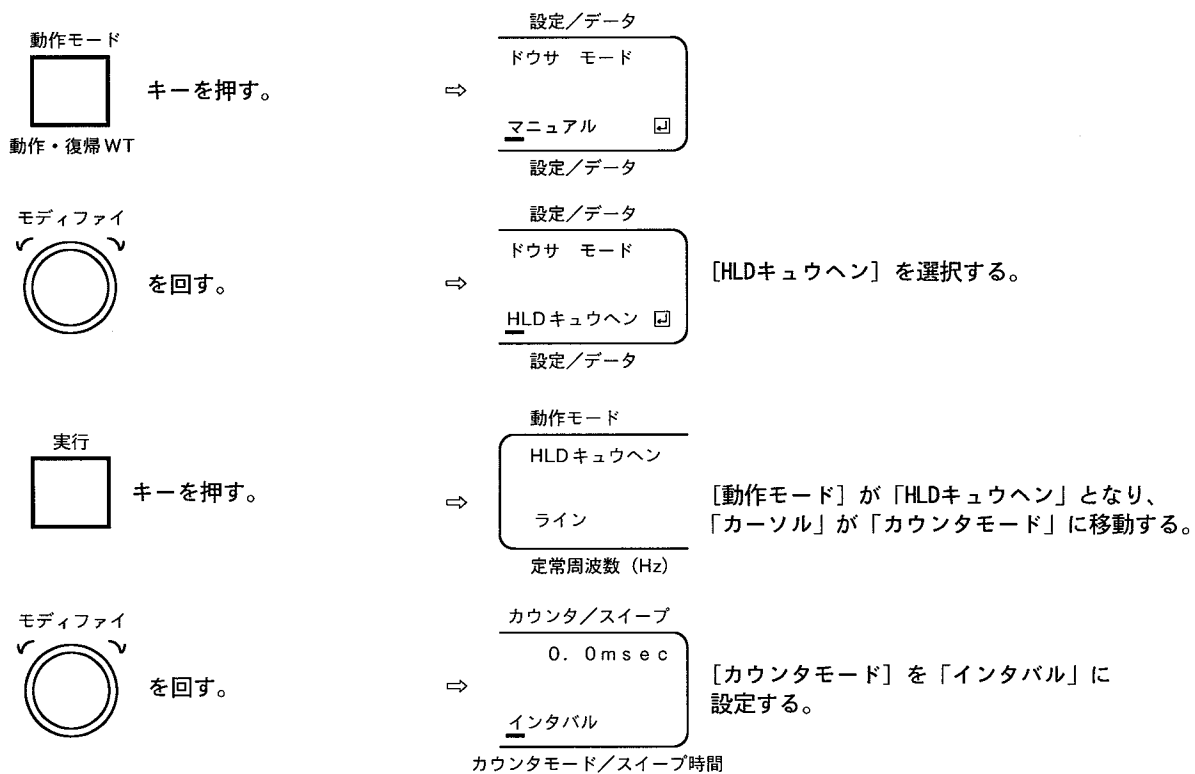 動作モード
キーを押す。
動作・復帰WT
⇨
設定／データ
ドウサ　モード
マニュアル　↵
設定／データ
モディファイ
を回す。
⇨
設定／データ
ドウサ　モード
HLDキュウヘン　↵
設定／データ
［HLDキュウヘン］を選択する。
実行
キーを押す。
⇨
動作モード
HLDキュウヘン
ライン
定常周波数（Hz）
［動作モード］が「HLDキュウヘン」となり、
「カーソル」が「カウンタモード」に移動する。
モディファイ
を回す。
⇨
カウンタ／スイープ
0. 0msec
インタバル
カウンタモード／スイープ時間
［カウンタモード］を「インタバル」に
設定する。